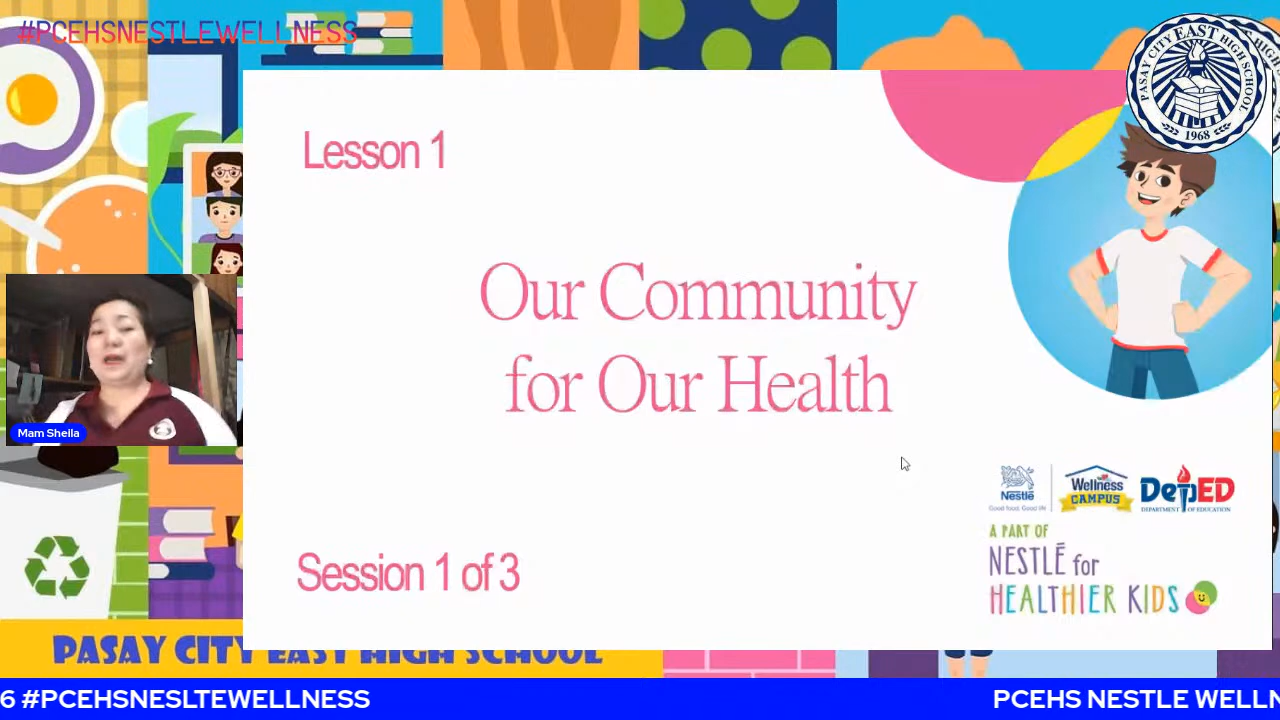 #PCEHSNESTLEWELLNESS
PASAY CITY EAST HIGH SCHOOL
1968
Lesson 1
Our Community
for Our Health
Mam Sheila
Nestlé
Good food, Good life
Wellness
CAMPUS
DepED
DEPARTMENT OF EDUCATION
A PART OF
NESTLÉ for
HEALTHIER KIDS
Session 1 of 3
PASAY CITY EAST HIGH SCHOOL
6 #PCEHSNESLTEWELLNESS
PCEHS NESTLE WELLN